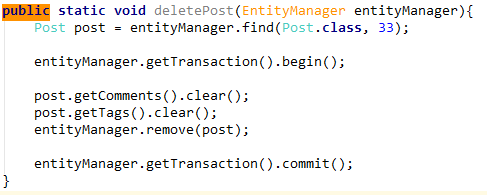 public static void deletePost(EntityManager entityManager){
    Post post = entityManager.find(Post.class, 33);
    entityManager.getTransaction().begin();
    post.getComments().clear();
    post.getTags().clear();
    entityManager.remove(post);
    entityManager.getTransaction().commit();
}